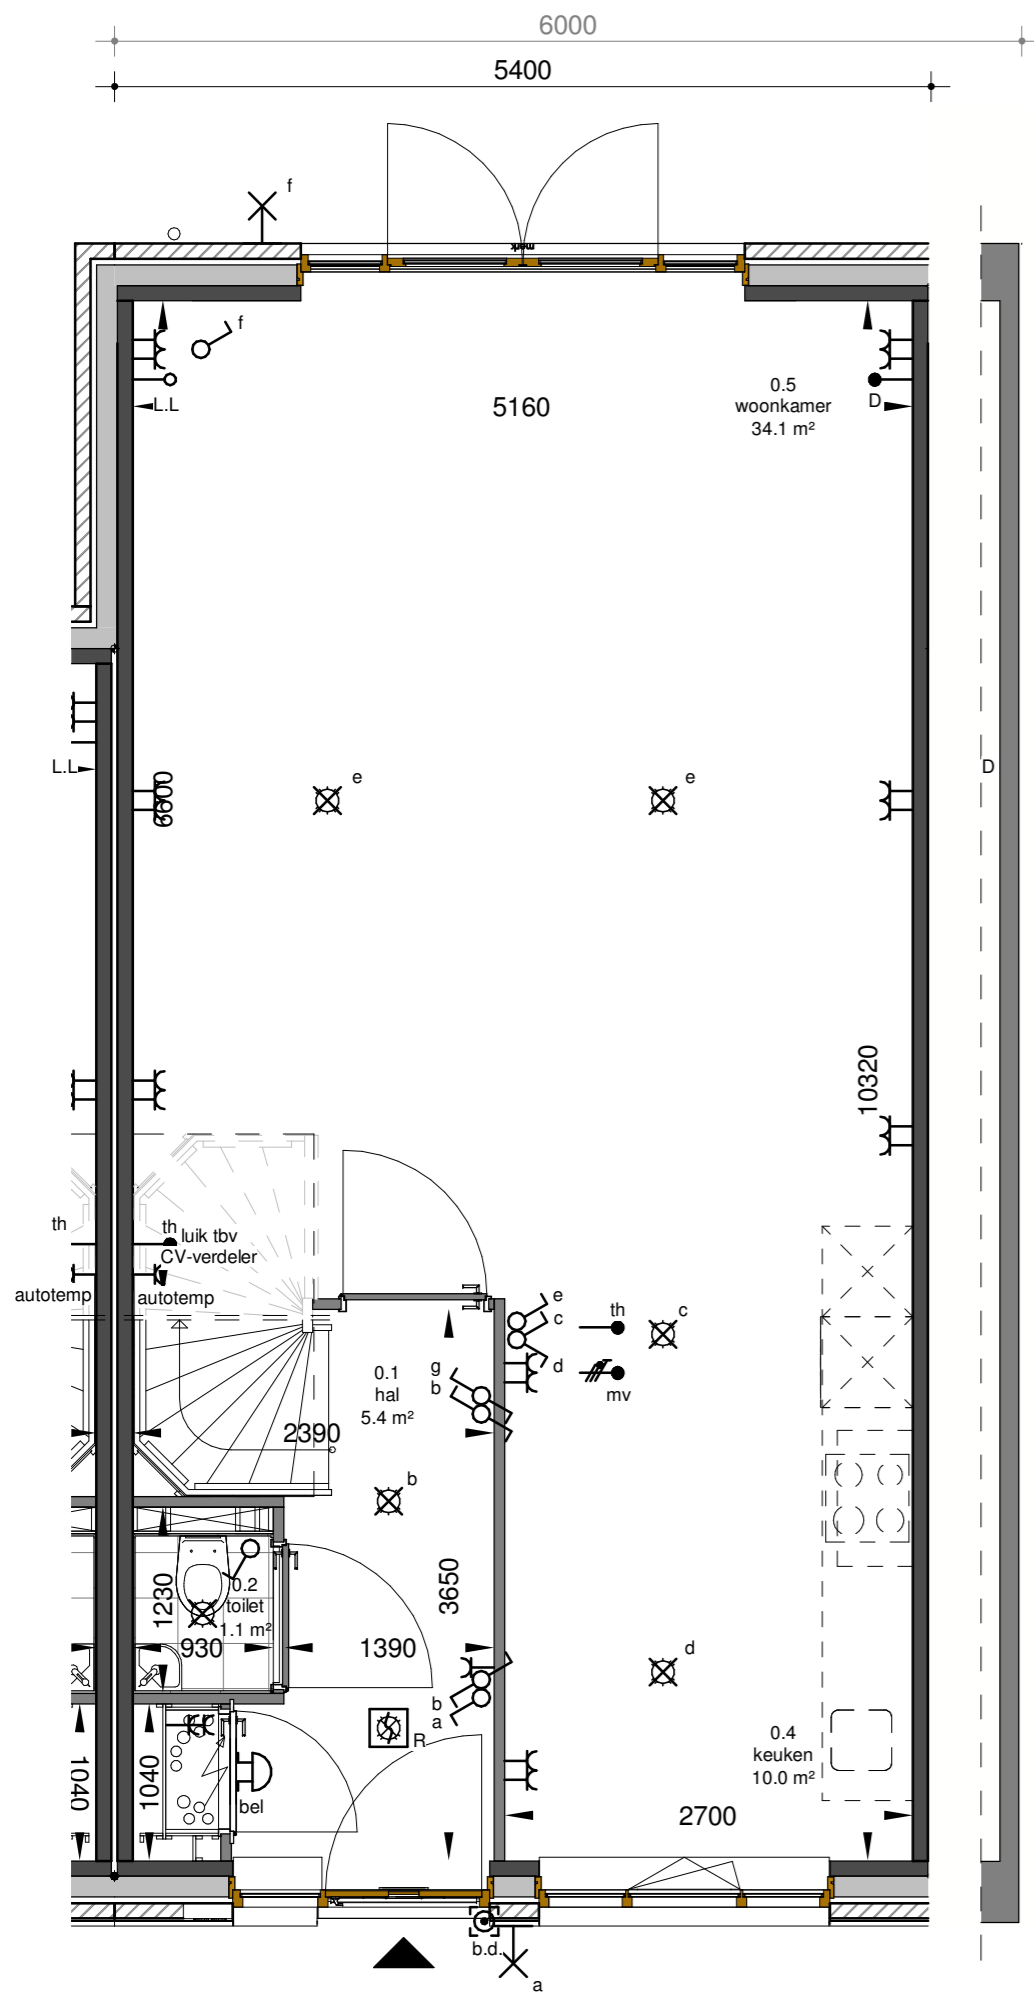 6000
5400
f
merk
f
L.L
5160
0.5
woonkamer
34.1 m²
D
L.L
6600
e
e
D
10320
th
th
luik tbv
CV-verdeler
autotemp
autotemp
e
c
d
th
mv
c
g
b
0.1
hal
5.4 m²
2390
b
1230
0.2
toilet
1.1 m²
930
3650
1390
d
b
a
R
0.4
keuken
10.0 m²
1040
1040
bel
2700
b.d.
a